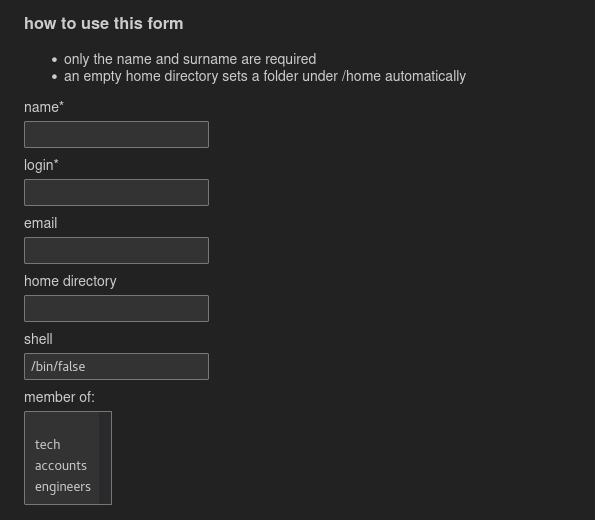 how to use this form
• only the name and surname are required
• an empty home directory sets a folder under /home automatically
name*
login*
email
home directory
shell
/bin/false
member of:
tech
accounts
engineers